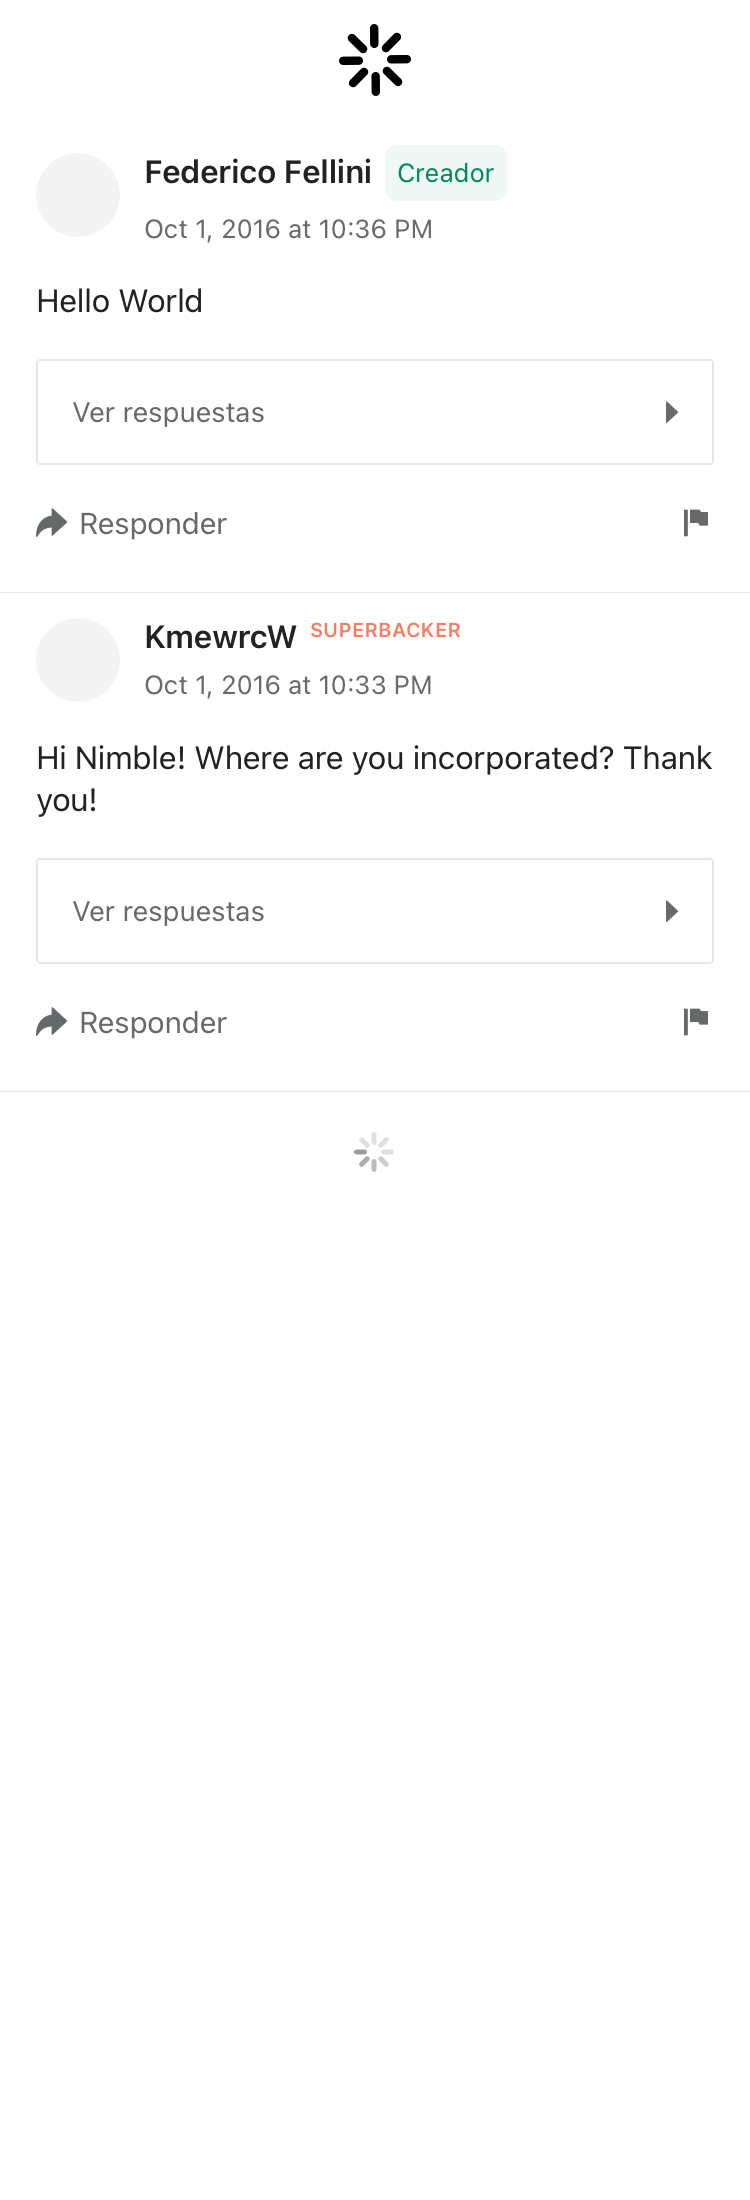 Federico Fellini Creador
Oct 1, 2016 at 10:36 PM
Hello World
Ver respuestas
Responder
KmewrcW SUPERBACKER
Oct 1, 2016 at 10:33 PM
Hi Nimble! Where are you incorporated? Thank
you!
Ver respuestas
Responder